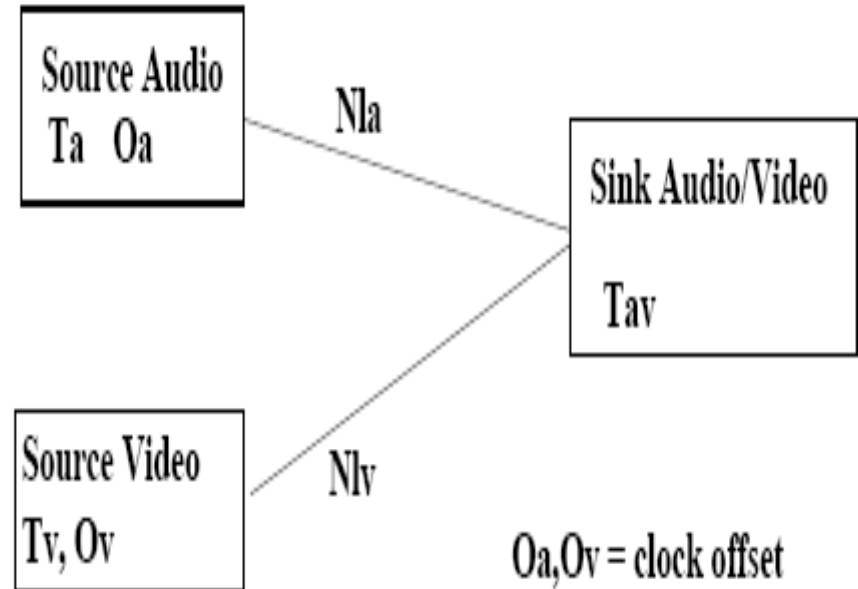 Source Audio
Ta Oa
Nla
Sink Audio/Video
Tav
Source Video
Tv, Ov
Nlv
Oa,Ov = clock offset